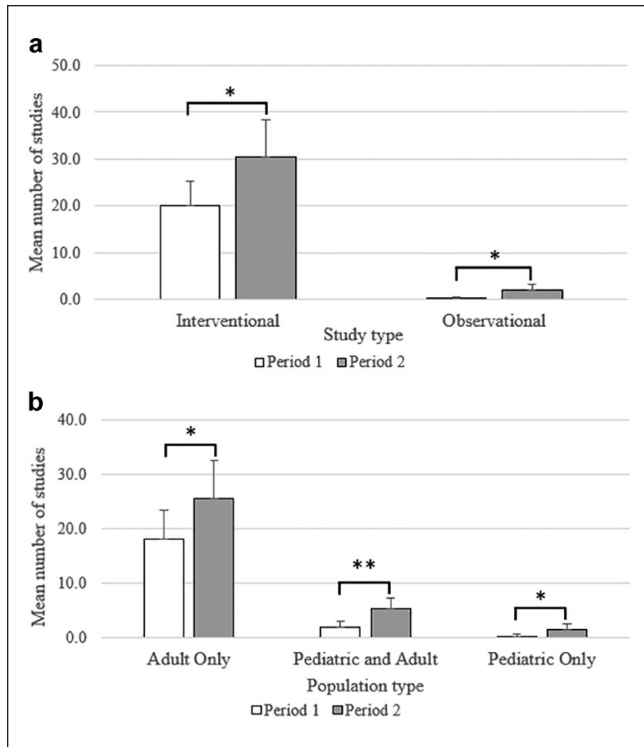 a
50.0
40.0
30.0
20.0
10.0
0.0
Mean number of studies
*
*
Interventional
Observational
Study type
Period 1
Period 2
b
40.0
30.0
20.0
10.0
0.0
Mean number of studies
*
**
*
Adult Only
Pediatric and Adult
Pediatric Only
Population type
Period 1
Period 2